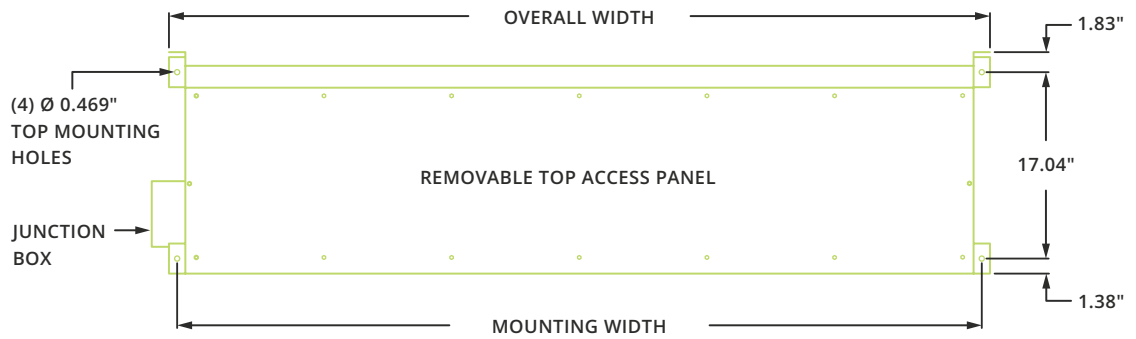 OVERALL WIDTH
1.83"
(4) Ø 0.469"
TOP MOUNTING
HOLES
17.04"
REMOVABLE TOP ACCESS PANEL
JUNCTION
BOX
1.38"
MOUNTING WIDTH